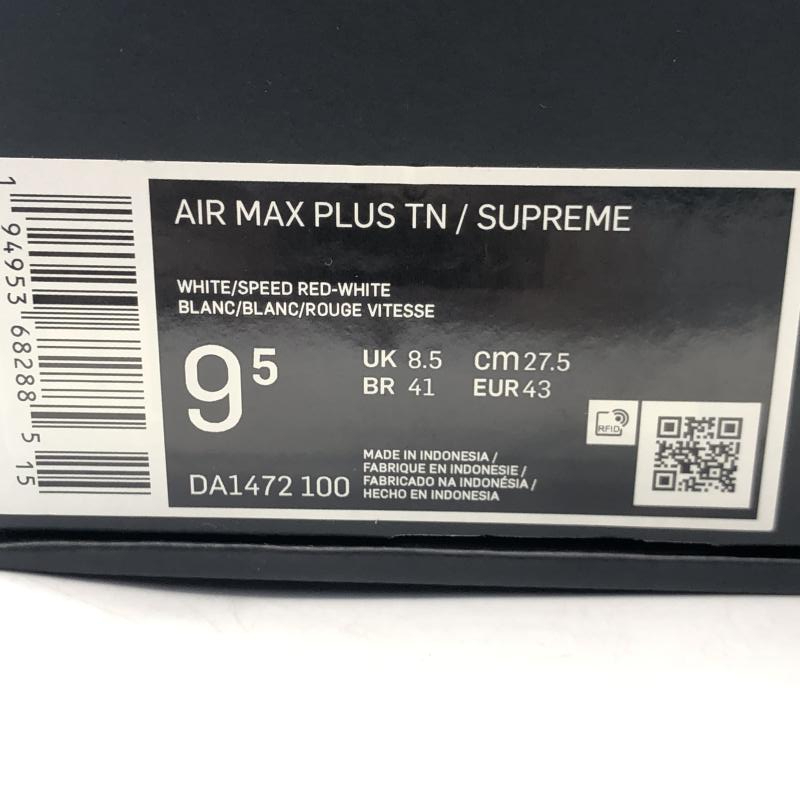 AIR MAX PLUS TN / SUPREME
WHITE/SPEED RED-WHITE
BLANC/BLANC/ROUGE VITESSE
9⁵
UK 8.5 cm 27.5
BR 41 EUR 43
RFID
MADE IN INDONESIA /
FABRIQUE EN INDONESIE /
FABRICADO NA INDONÉSIA /
HECHO EN INDONESIA
DA1472 100
1 94953 68288 5 15